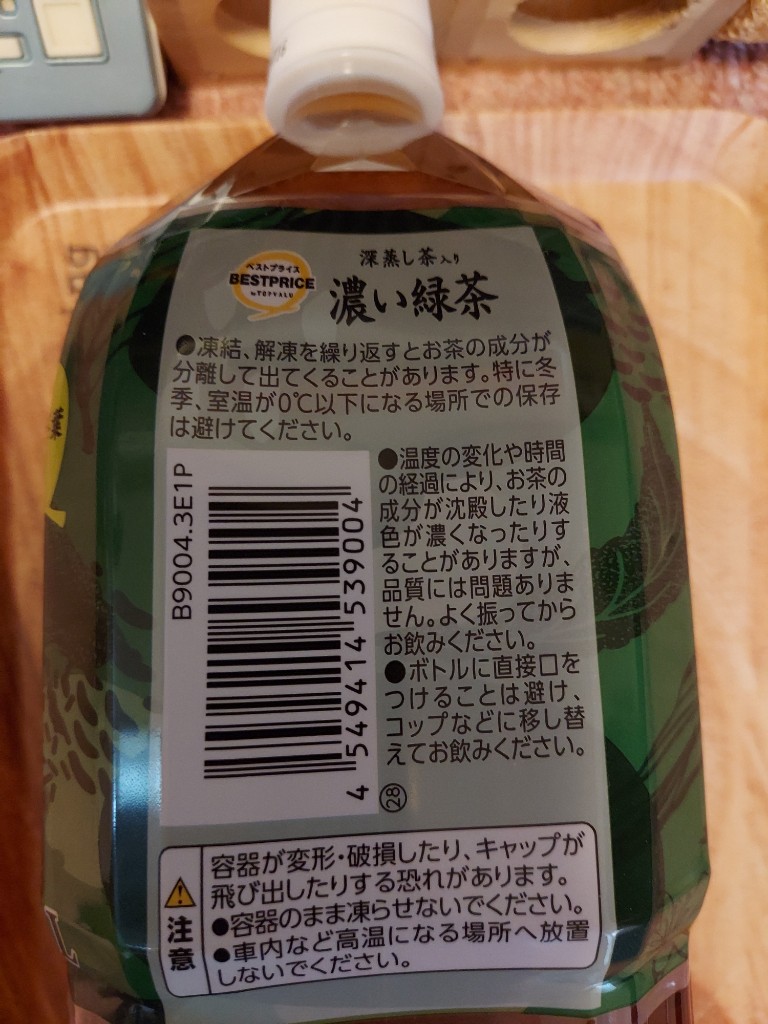 ベストプライス
BESTPRICE
by TOPVALU
深蒸し茶入り
濃い緑茶
●凍結、解凍を繰り返すとお茶の成分が
分離して出てくることがあります。特に冬
季、室温が0℃以下になる場所での保存
は避けてください。
B9004.3E1P
4 549414 539004
●温度の変化や時間
の経過により、お茶の
成分が沈殿したり液
色が濃くなったりす
ることがありますが、
品質には問題ありま
せん。よく振ってから
お飲みください。
●ボトルに直接口を
つけることは避け、
コップなどに移し替
えてお飲みください。
㉘
注意
容器が変形・破損したり、キャップが
飛び出したりする恐れがあります。
●容器のまま凍らせないでください。
●車内など高温になる場所へ放置
しないでください。
L